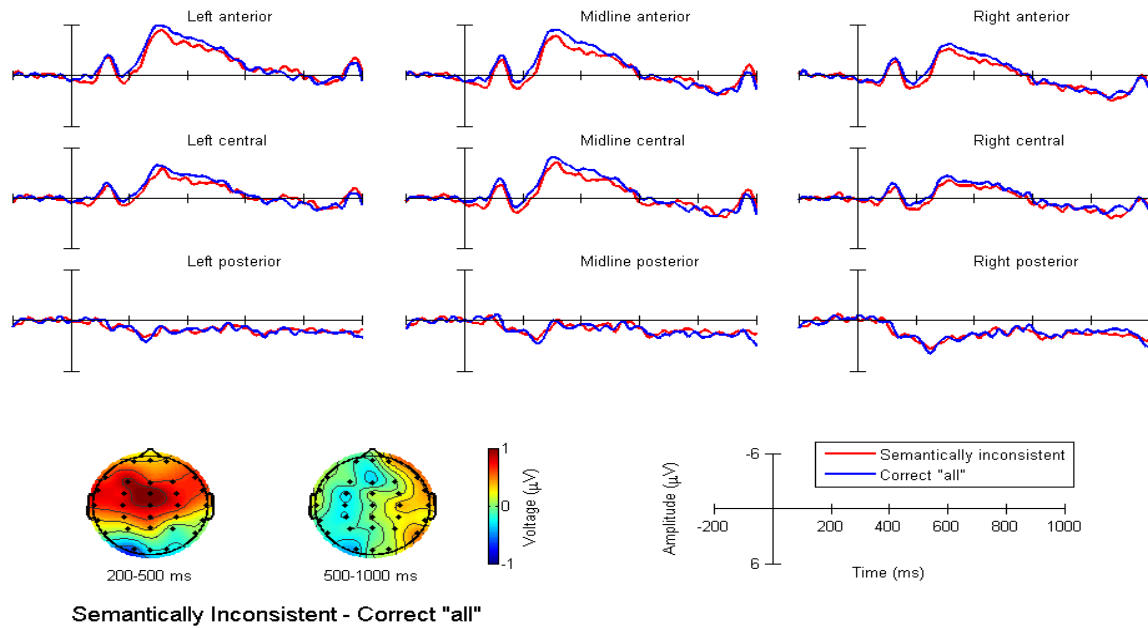 Left anterior
Midline anterior
Right anterior
Left central
Midline central
Right central
Left posterior
Midline posterior
Right posterior
200-500 ms
500-1000 ms
1
0
-1
Voltage (μV)
Semantically Inconsistent - Correct "all"
Semantically inconsistent
Correct "all"
-6
6
Amplitude (μV)
-200 200 400 600 800 1000
Time (ms)